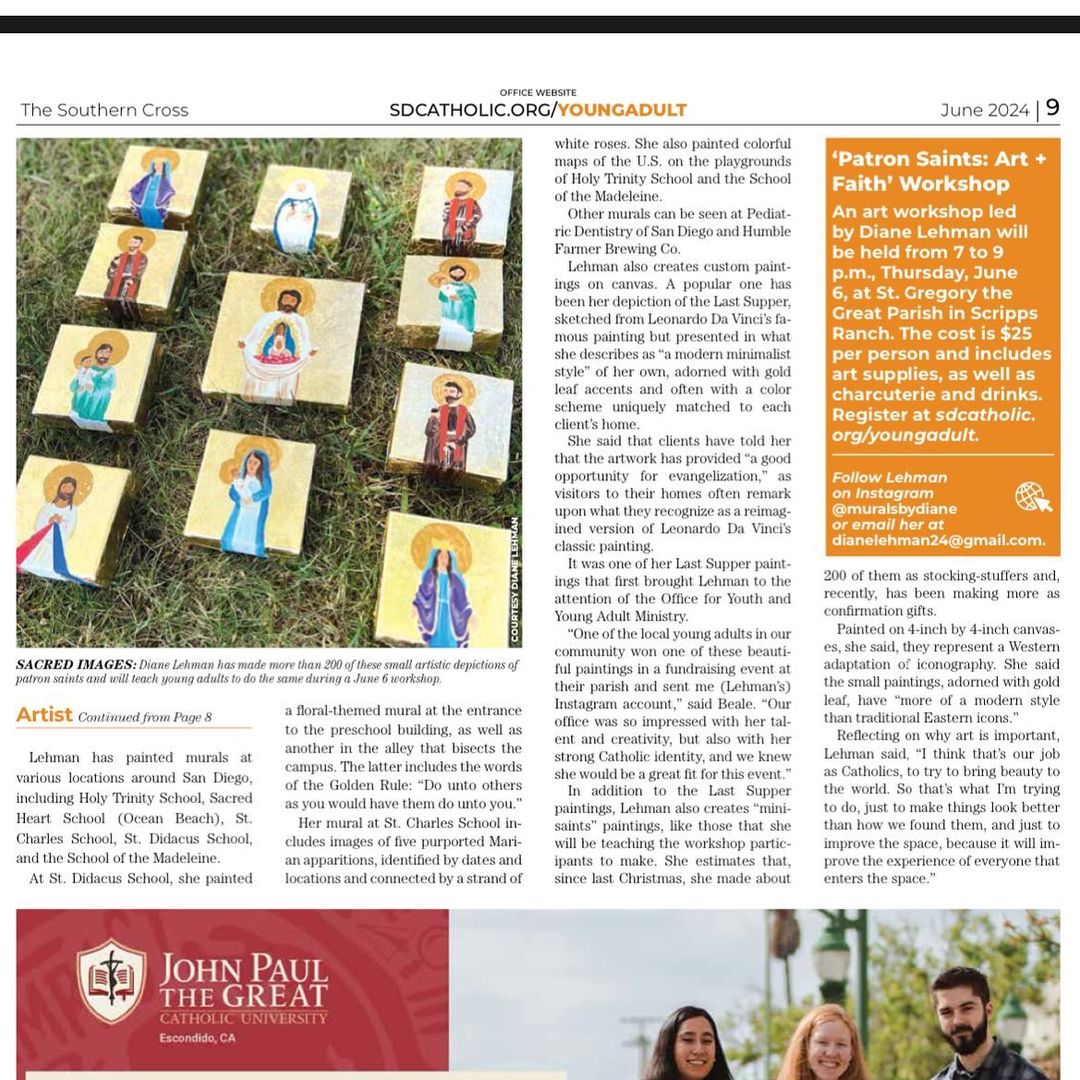 OFFICE WEBSITE
The Southern Cross
SDCATHOLIC.ORG/YOUNGADULT
June 2024 | 9
COURTESY DIANE LEHMAN
SACRED IMAGES: Diane Lehman has made more than 200 of these small artistic depictions of
patron saints and will teach young adults to do the same during a June 6 workshop.
Artist Continued from Page 8
Lehman has painted murals at
various locations around San Diego,
including Holy Trinity School, Sacred
Heart School (Ocean Beach), St.
Charles School, St. Didacus School,
and the School of the Madeleine.
At St. Didacus School, she painted
a floral-themed mural at the entrance
to the preschool building, as well as
another in the alley that bisects the
campus. The latter includes the words
of the Golden Rule: “Do unto others
as you would have them do unto you.”
Her mural at St. Charles School in-
cludes images of five purported Mari-
an apparitions, identified by dates and
locations and connected by a strand of
white roses. She also painted colorful
maps of the U.S. on the playgrounds
of Holy Trinity School and the School
of the Madeleine.
Other murals can be seen at Pediat-
ric Dentistry of San Diego and Humble
Farmer Brewing Co.
Lehman also creates custom paint-
ings on canvas. A popular one has
been her depiction of the Last Supper,
sketched from Leonardo Da Vinci’s fa-
mous painting but presented in what
she describes as “a modern minimalist
style” of her own, adorned with gold
leaf accents and often with a color
scheme uniquely matched to each
client’s home.
She said that clients have told her
that the artwork has provided “a good
opportunity for evangelization,” as
visitors to their homes often remark
upon what they recognize as a reimag-
ined version of Leonardo Da Vinci’s
classic painting.
It was one of her Last Supper paint-
ings that first brought Lehman to the
attention of the Office for Youth and
Young Adult Ministry.
“One of the local young adults in our
community won one of these beauti-
ful paintings in a fundraising event at
their parish and sent me (Lehman’s)
Instagram account,” said Beale. “Our
office was so impressed with her tal-
ent and creativity, but also with her
strong Catholic identity, and we knew
she would be a great fit for this event.”
In addition to the Last Supper
paintings, Lehman also creates “mini-
saints” paintings, like those that she
will be teaching the workshop partic-
ipants to make. She estimates that,
since last Christmas, she made about
‘Patron Saints: Art +
Faith’ Workshop
An art workshop led
by Diane Lehman will
be held from 7 to 9
p.m., Thursday, June
6, at St. Gregory the
Great Parish in Scripps
Ranch. The cost is $25
per person and includes
art supplies, as well as
charcuterie and drinks.
Register at sdcatholic.
org/youngadult.
Follow Lehman
on Instagram
@muralsbydiane
or email her at
dianelehman24@gmail.com.
200 of them as stocking-stuffers and,
recently, has been making more as
confirmation gifts.
Painted on 4-inch by 4-inch canvas-
es, she said, they represent a Western
adaptation of iconography. She said
the small paintings, adorned with gold
leaf, have “more of a modern style
than traditional Eastern icons.”
Reflecting on why art is important,
Lehman said, “I think that’s our job
as Catholics, to try to bring beauty to
the world. So that’s what I’m trying
to do, just to make things look better
than how we found them, and just to
improve the space, because it will im-
prove the experience of everyone that
enters the space.”
JOHN PAUL
THE GREAT
CATHOLIC UNIVERSITY
Escondido, CA